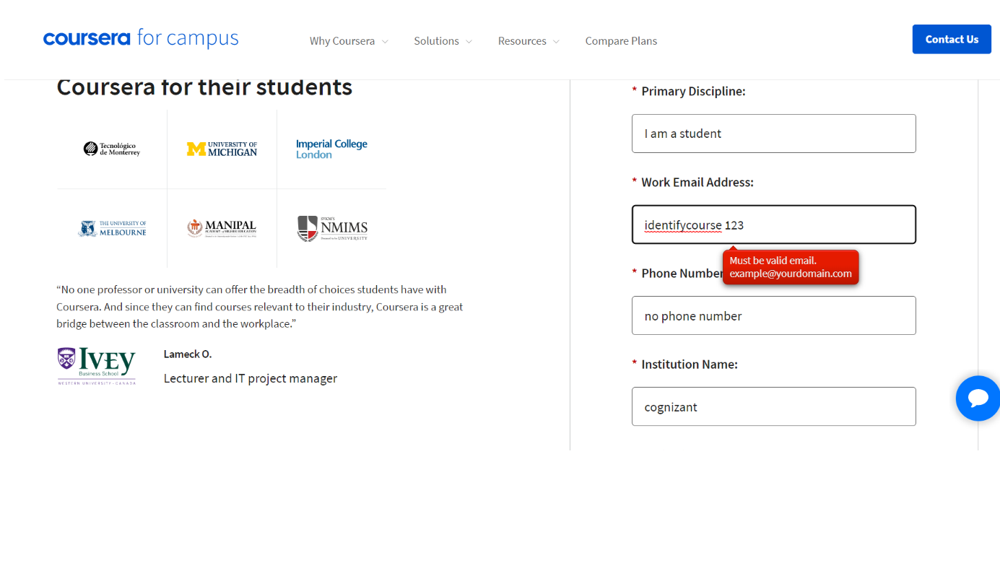 coursera for campus
Why Coursera
Solutions
Resources
Compare Plans
Contact Us
Coursera for their students
Tecnológico
de Monterrey
UNIVERSITY OF
MICHIGAN
Imperial College
London
THE UNIVERSITY OF
MELBOURNE
MANIPAL
ACADEMY of HIGHER EDUCATION
SVKM'S
NMIMS
UNIVERSITY
“No one professor or university can offer the breadth of choices students have with
Coursera. And since they can find courses relevant to their industry, Coursera is a great
bridge between the classroom and the workplace.”
IVEY
Business School
WESTERN UNIVERSITY · CANADA
Lameck O.
Lecturer and IT project manager
* Primary Discipline:
I am a student
* Work Email Address:
identifycourse 123
Must be valid email.
example@yourdomain.com
* Phone Number
no phone number
* Institution Name:
cognizant